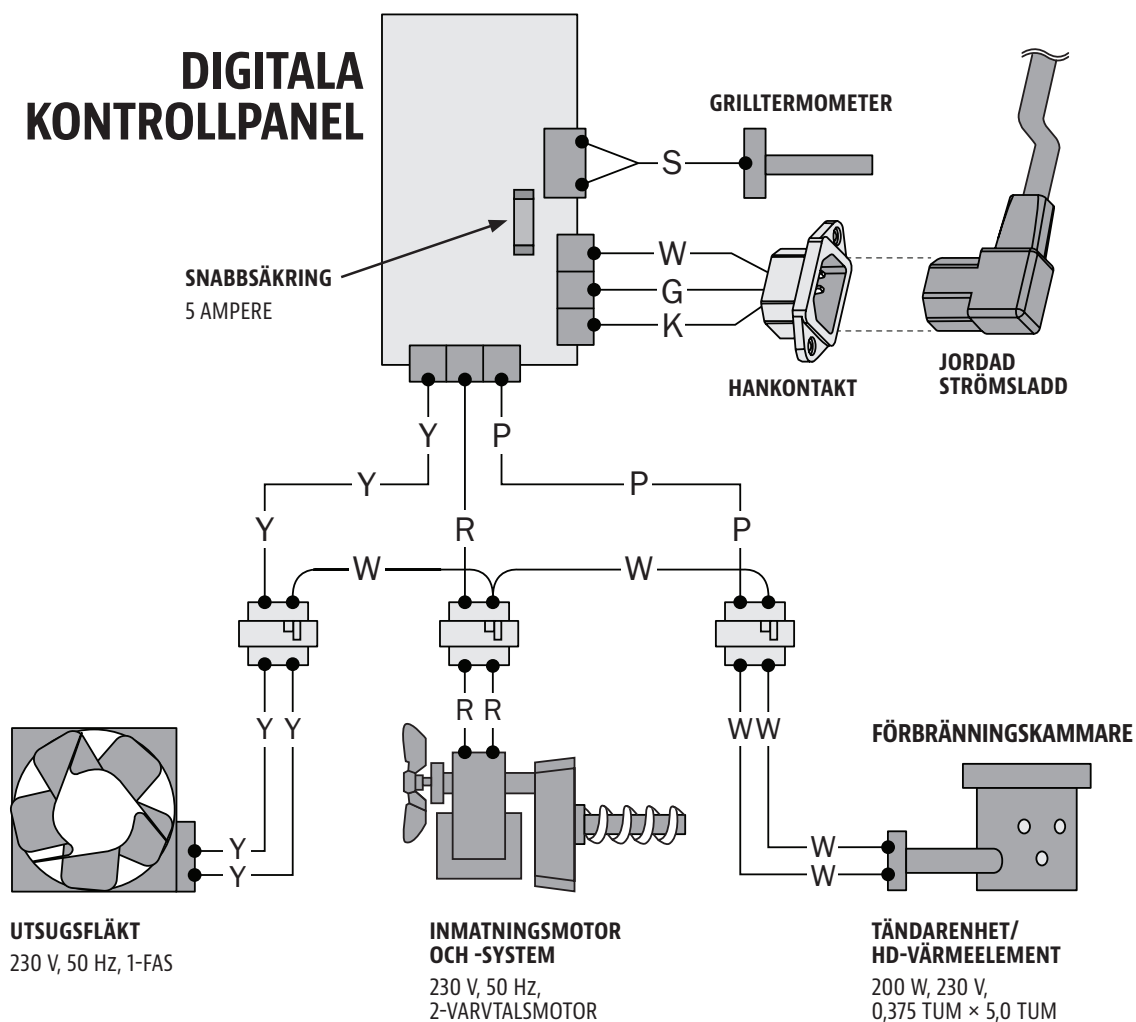 DIGITALA
KONTROLLPANEL
GRILLTERMOMETER
S
SNABBSÄKRING
5 AMPERE
W
G
K
HANKONTAKT
JORDAD
STRÖMSLADD
Y
P
Y
P
Y
R
P
W
W
R
R
Y
Y
W
W
FÖRBRÄNNINGSKAMMARE
Y
Y
W
W
UTSUGSFLÄKT
230 V, 50 Hz, 1-FAS
INMATNINGSMOTOR
OCH -SYSTEM
230 V, 50 Hz,
2-VARVTALSMOTOR
TÄNDARENHET/
HD-VÄRMEELEMENT
200 W, 230 V,
0,375 TUM × 5,0 TUM